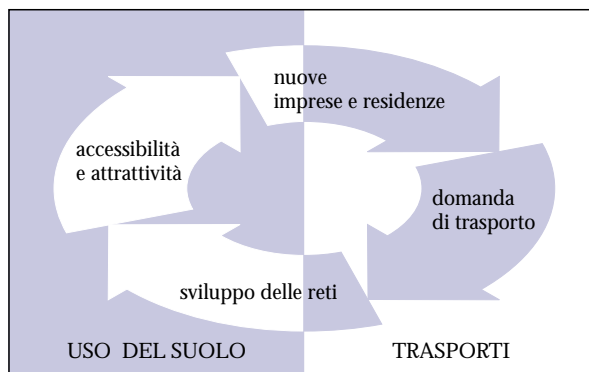 nuove
imprese e residenze
accessibilità
e attrattività
domanda
di trasporto
sviluppo delle reti
USO DEL SUOLO
TRASPORTI